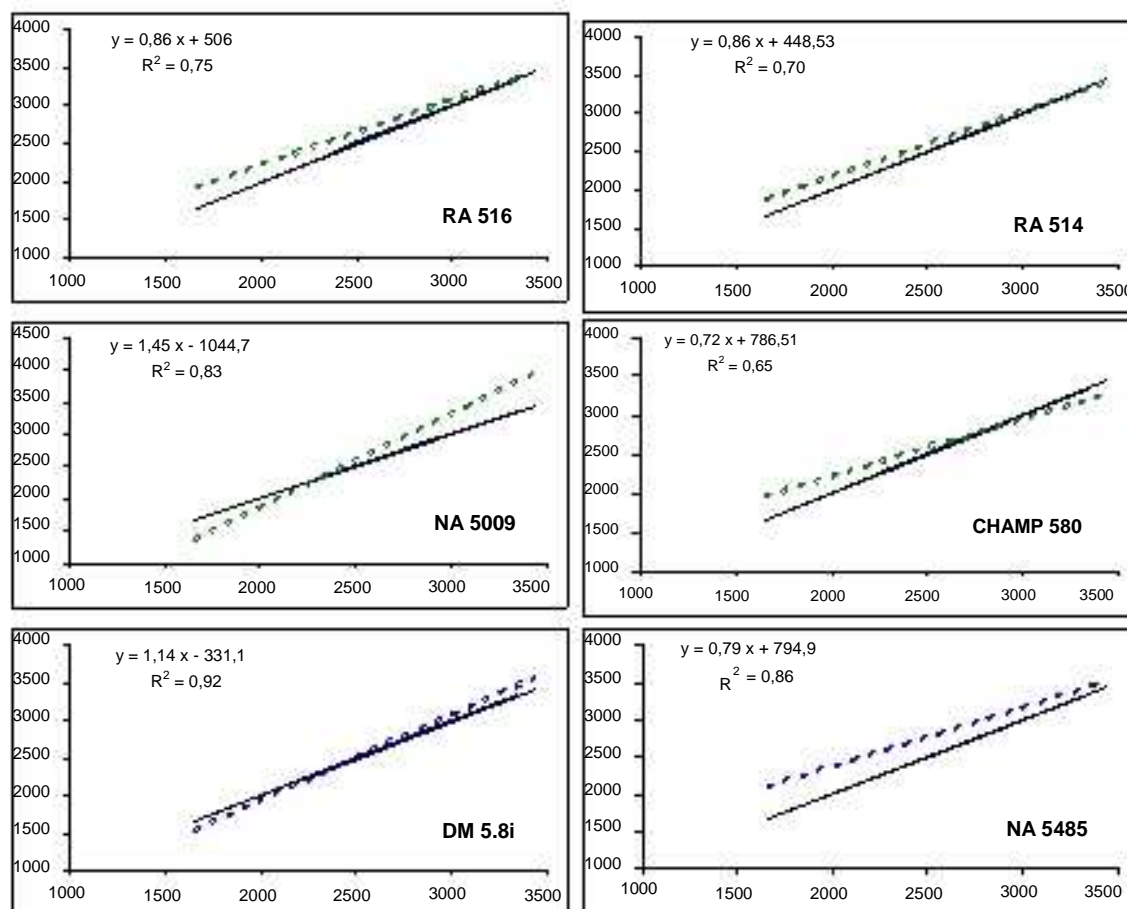 4000
3500
3000
2500
2000
1500
1000
y = 0,86 x + 506
R2 = 0,75
RA 516
1000 1500 2000 2500 3000 3500
4000
3500
3000
2500
2000
1500
1000
y = 0,86 x + 448,53
R2 = 0,70
RA 514
1000 1500 2000 2500 3000 3500
4500
4000
3500
3000
2500
2000
1500
1000
y = 1,45 x - 1044,7
R2 = 0,83
NA 5009
1000 1500 2000 2500 3000 3500
4000
3500
3000
2500
2000
1500
1000
y = 0,72 x + 786,51
R2 = 0,65
CHAMP 580
1000 1500 2000 2500 3000 3500
4000
3500
3000
2500
2000
1500
1000
y = 1,14 x - 331,1
R2 = 0,92
DM 5.8i
1000 1500 2000 2500 3000 3500
4000
3500
3000
2500
2000
1500
1000
y = 0,79 x + 794,9
R2 = 0,86
NA 5485
1000 1500 2000 2500 3000 3500